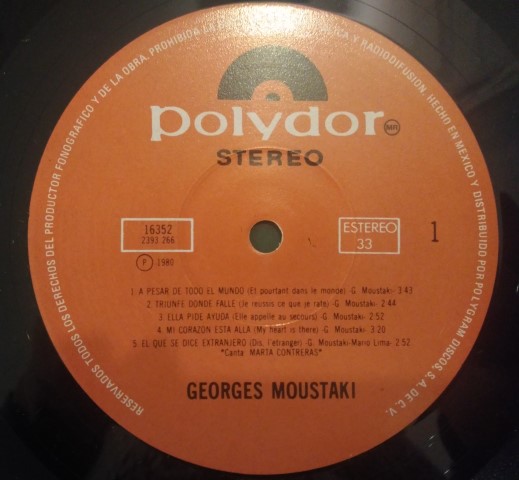 RESERVADOS TODOS LOS DERECHOS DEL PRODUCTOR FONOGRAFICO Y DE LA OBRA. PROHIBIDA LA Y RADIODIFUSION. HECHO EN MEXICO Y DISTRIBUIDO POR POLYGRAM DISCOS, S. A. DE C. V.
polydor
STEREO
16352
2393 266
ESTEREO
33
1
P 1980
1. A PESAR DE TODO EL MUNDO (Et pourtant dans le monde) -G. Moustaki- 3:43
2. TRIUNFE DONDE FALLE (Je reussis ce que je rate) -G. Moustaki- 2:44
3. ELLA PIDE AYUDA (Elle appelle au secours) -G. Moustaki- 2:52
4. MI CORAZON ESTA ALLA (My heart is there) -G. Moustaki- 3:20
5. EL QUE SE DICE EXTRANJERO (Dis, l'etranger) -G. Moustaki-Mario Lima- 2:52
"Canta: MARTA CONTRERAS"
GEORGES MOUSTAKI